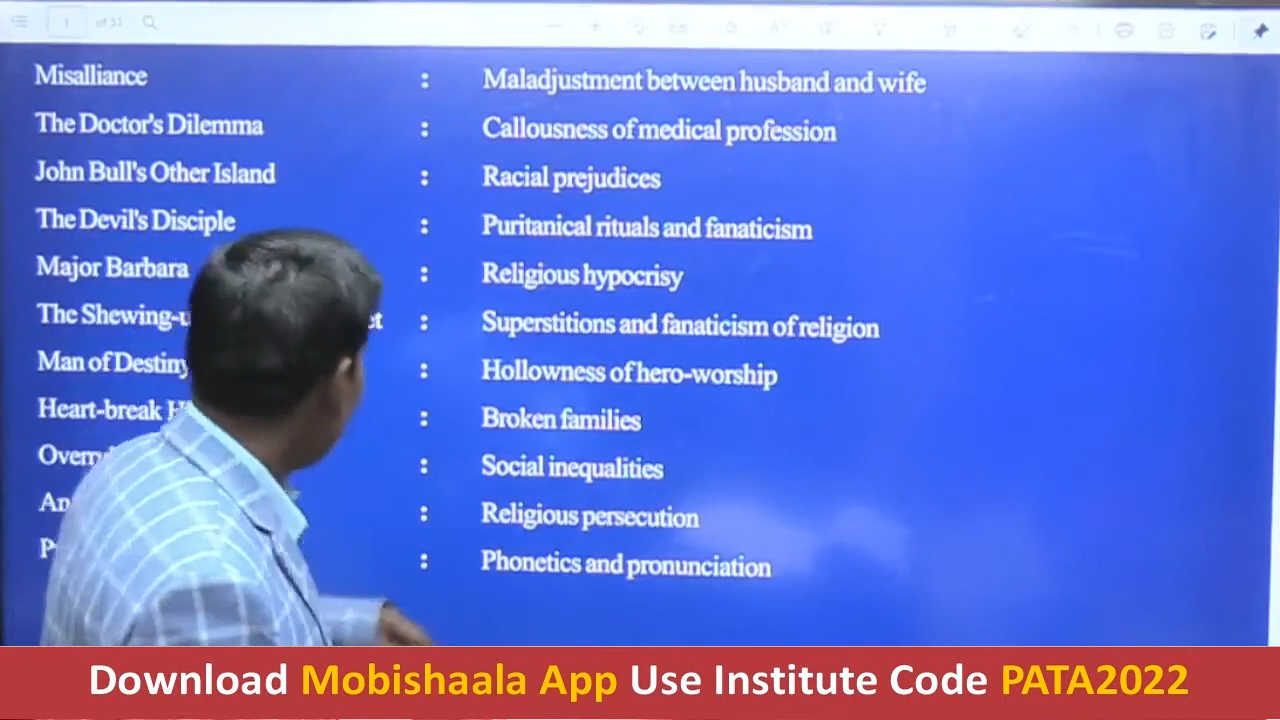 1 of 32
Misalliance : Maladjustment between husband and wife
The Doctor's Dilemma : Callousness of medical profession
John Bull's Other Island : Racial prejudices
The Devil's Disciple : Puritanical rituals and fanaticism
Major Barbara : Religious hypocrisy
The : Superstitions and fanaticism of religion
Man of Destiny : Hollowness of hero-worship
Heart-break : Broken families
: Social inequalities
: Religious persecution
: Phonetics and pronunciation
Download Mobishaala App Use Institute Code PATA2022